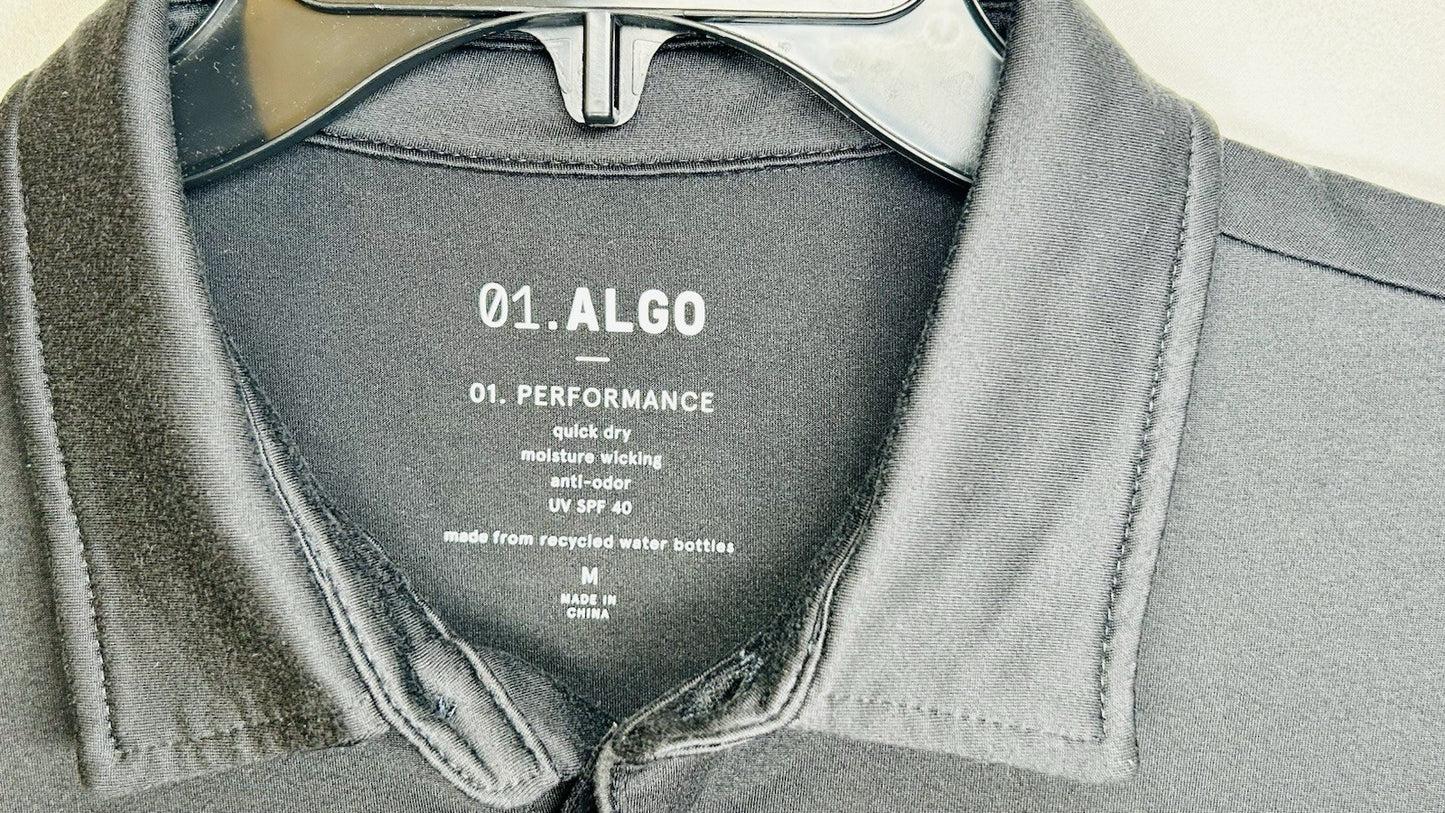 01.ALGO
01. PERFORMANCE
quick dry
moisture wicking
anti-odor
UV SPF 40
made from recycled water bottles
M
MADE IN
CHINA